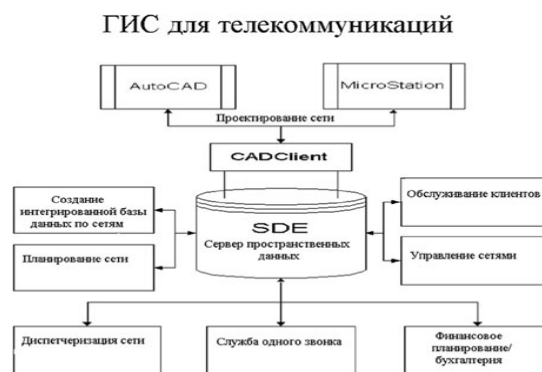 ГИС для телекоммуникаций
AutoCAD
MicroStation
Проектирование сети
CADClient
Создание
интегрированной базы
данных по сетям
Планирование сети
SDE
Сервер пространственных
данных
Обслуживание клиентов
Управление сетями
Диспетчеризация сети
Служба одного звонка
Финансовое
планирование/
бухгалтерия